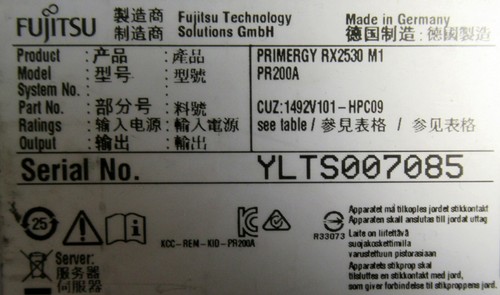 FUJITSU 製造商 Fujitsu Technology Made in Germany
制造商 Solutions GmbH 德国制造：德國製造
Product : 产品 : 產品 PRIMERGY RX2530 M1
Model : 型号 : 型號 PR200A
System No. : : :
Part No. : 部分号 : 料號 CUZ:1492V101-HPC09
Ratings : 输入电源 : 輸入電源 see table / 參見表格 / 参见表格
Output : 输出 : 輸出
Serial No. YLTS007085
25
KCC-REM-KID-PR200A
R33073
Apparatet må tilkoples jordet stikkontakt
Apparaten skall anslutas till jordat uttag
Laite on liitettävä
suojakoskettimilla
varustettuun pistorasiaan
Apparatets stikprop skal
tilsluttes en stikkontakt med jord,
som giver forbindelse til stikproppens jord.
Server:
服务器
伺服器